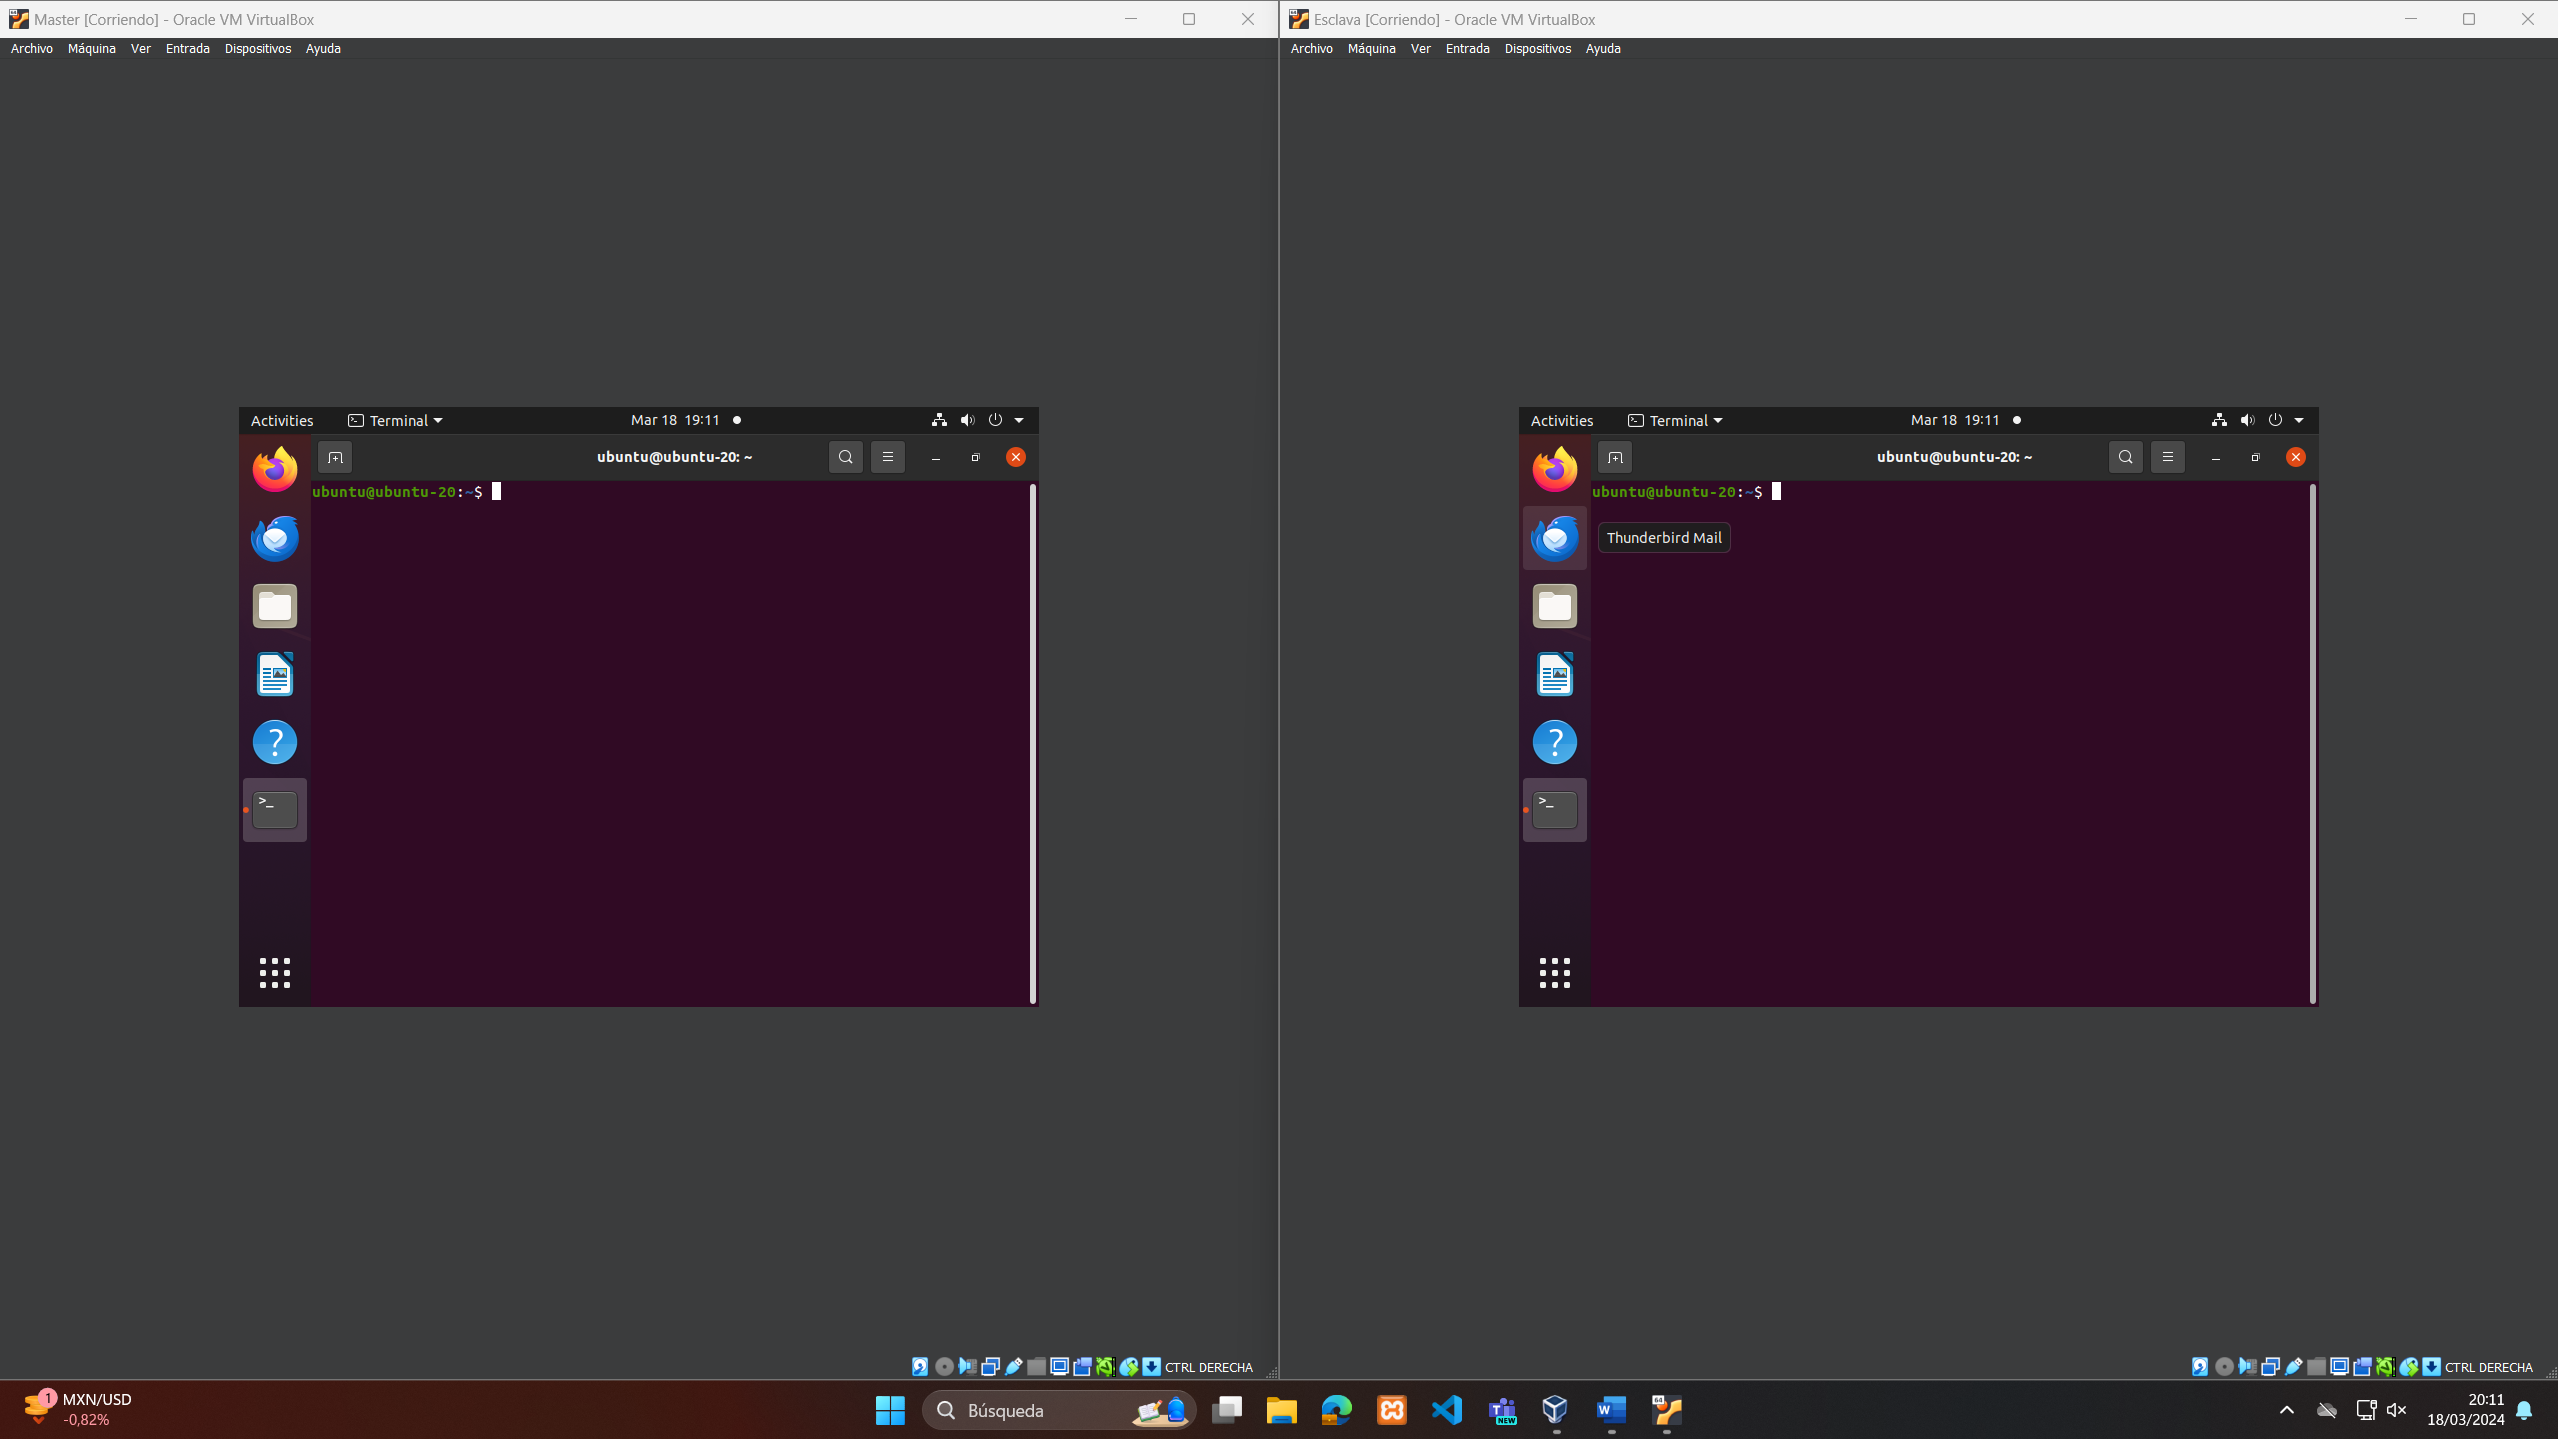 Master [Corriendo] - Oracle VM VirtualBox
Archivo Máquina Ver Entrada Dispositivos Ayuda
Activities Terminal Mar 18 19:11
ubuntu@ubuntu-20: ~
ubuntu@ubuntu-20:~$
>_
?
CTRL DERECHA
Esclava [Corriendo] - Oracle VM VirtualBox
Archivo Máquina Ver Entrada Dispositivos Ayuda
Activities Terminal Mar 18 19:11
ubuntu@ubuntu-20: ~
ubuntu@ubuntu-20:~$
Thunderbird Mail
?
>_
CTRL DERECHA
1
MXN/USD
-0,82%
Búsqueda
NEW
20:11
18/03/2024